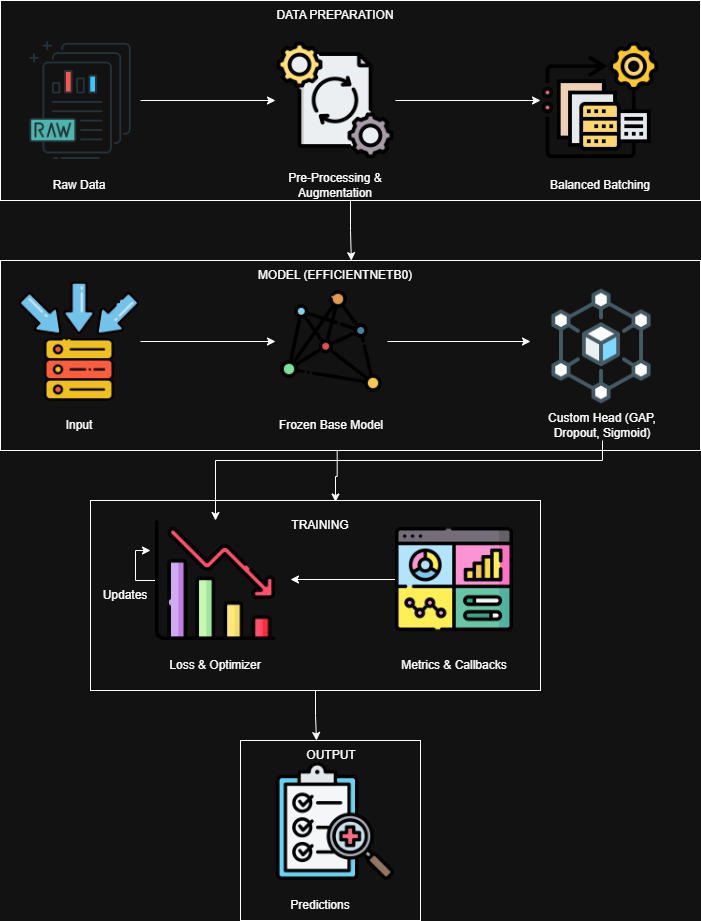 DATA PREPARATION
RAW
Raw Data
Pre-Processing &
Augmentation
Balanced Batching
MODEL (EFFICIENTNETB0)
Input
Frozen Base Model
Custom Head (GAP,
Dropout, Sigmoid)
TRAINING
Updates
Loss & Optimizer
Metrics & Callbacks
OUTPUT
Predictions